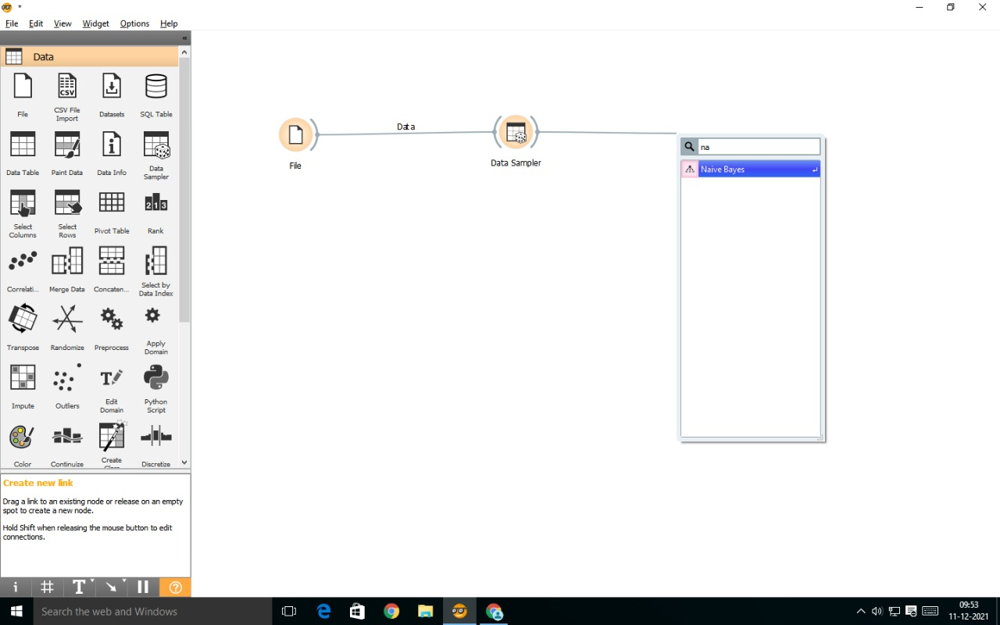 *
File Edit View Widget Options Help
«
Data
File
CSV File
Import
Datasets
SQL Table
CSV
Data Table
Paint Data
Data Info
Data
Sampler
Select
Columns
Select
Rows
Pivot Table
Rank
2 1 3
Correlati...
Merge Data
Concaten...
Select by
Data Index
Transpose
Randomize
Preprocess
Apply
Domain
Impute
Outliers
Edit
Domain
Python
Script
Color
Continuize
Create
Class
Discretize
Data
File
Data Sampler
na
Naive Bayes
Create new link
Drag a link to an existing node or release on an empty
spot to create a new node.
Hold Shift when releasing the mouse button to edit
connections.
i # T ?
Search the web and Windows
09:53
11-12-2021